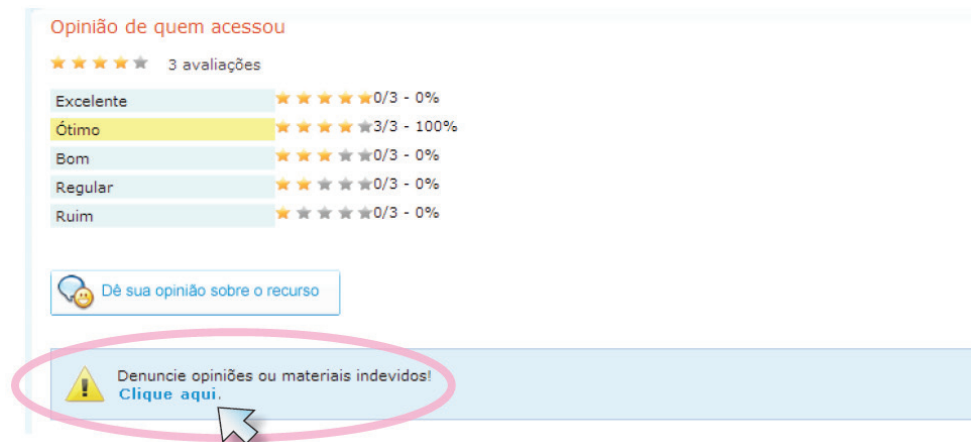 Opinião de quem acessou
3 avaliações
Excelente 0/3 - 0%
Ótimo 3/3 - 100%
Bom 0/3 - 0%
Regular 0/3 - 0%
Ruim 0/3 - 0%
Dê sua opinião sobre o recurso
Denuncie opiniões ou materiais indevidos!
Clique aqui.